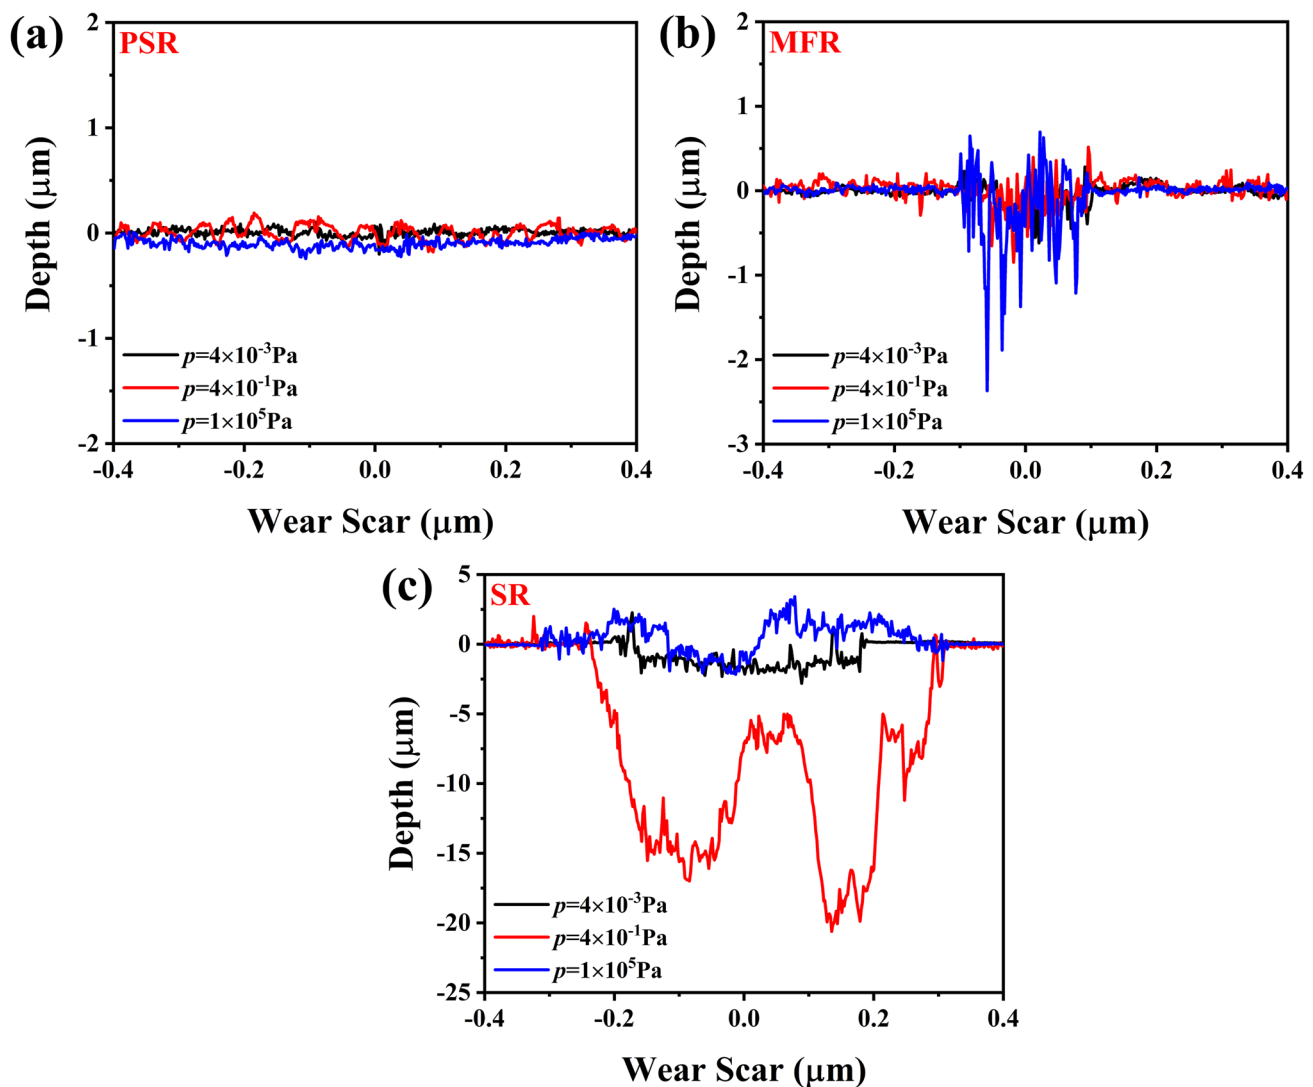 (a)
PSR
2
1
0
-1
-2
Depth (μm)
p=4×10⁻³Pa
p=4×10⁻¹Pa
p=1×10⁵Pa
-0.4 -0.2 0.0 0.2 0.4
Wear Scar (μm)
(b)
MFR
2
1
0
-1
-2
-3
Depth (μm)
p=4×10⁻³Pa
p=4×10⁻¹Pa
p=1×10⁵Pa
-0.4 -0.2 0.0 0.2 0.4
Wear Scar (μm)
(c)
SR
5
0
-5
-10
-15
-20
-25
Depth (μm)
p=4×10⁻³Pa
p=4×10⁻¹Pa
p=1×10⁵Pa
-0.4 -0.2 0.0 0.2 0.4
Wear Scar (μm)